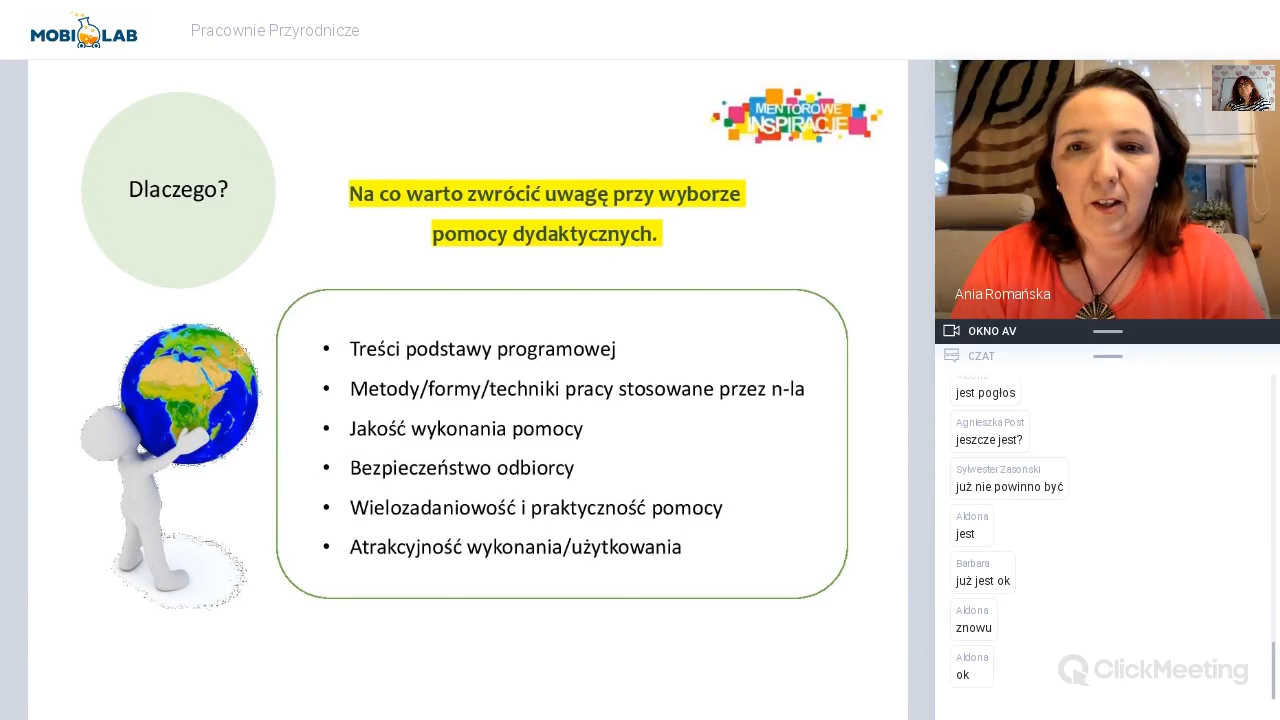 MOBILAB
Pracownie Przyrodnicze
MENTOROWE
INSPIRACJE
Dlaczego?
Na co warto zwrócić uwagę przy wyborze
pomocy dydaktycznych.
• Treści podstawy programowej
• Metody/formy/techniki pracy stosowane przez n-la
• Jakość wykonania pomocy
• Bezpieczeństwo odbiorcy
• Wielozadaniowość i praktyczność pomocy
• Atrakcyjność wykonania/użytkowania
Ania Romańska
OKNO AV
CZAT
Aldona
jest pogłos
Agnieszka Post
jeszcze jest?
Sylwester Zasoński
już nie powinno być
Aldona
jest
Barbara
już jest ok
Aldona
znowu
Aldona
ok
ClickMeeting